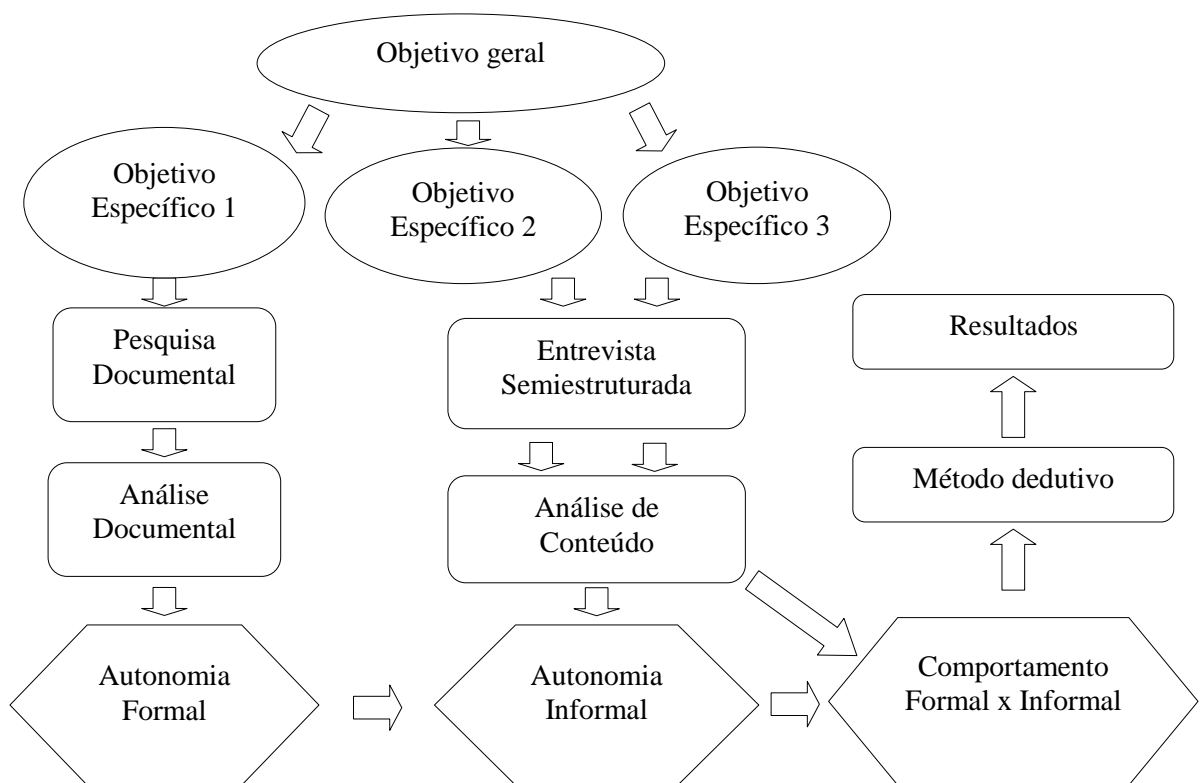 Objetivo geral
Objetivo
Específico 1
Objetivo
Específico 2
Objetivo
Específico 3
Pesquisa
Documental
Entrevista
Semiestruturada
Resultados
Análise
Documental
Análise de
Conteúdo
Método dedutivo
Autonomia
Formal
Autonomia
Informal
Comportamento
Formal x Informal